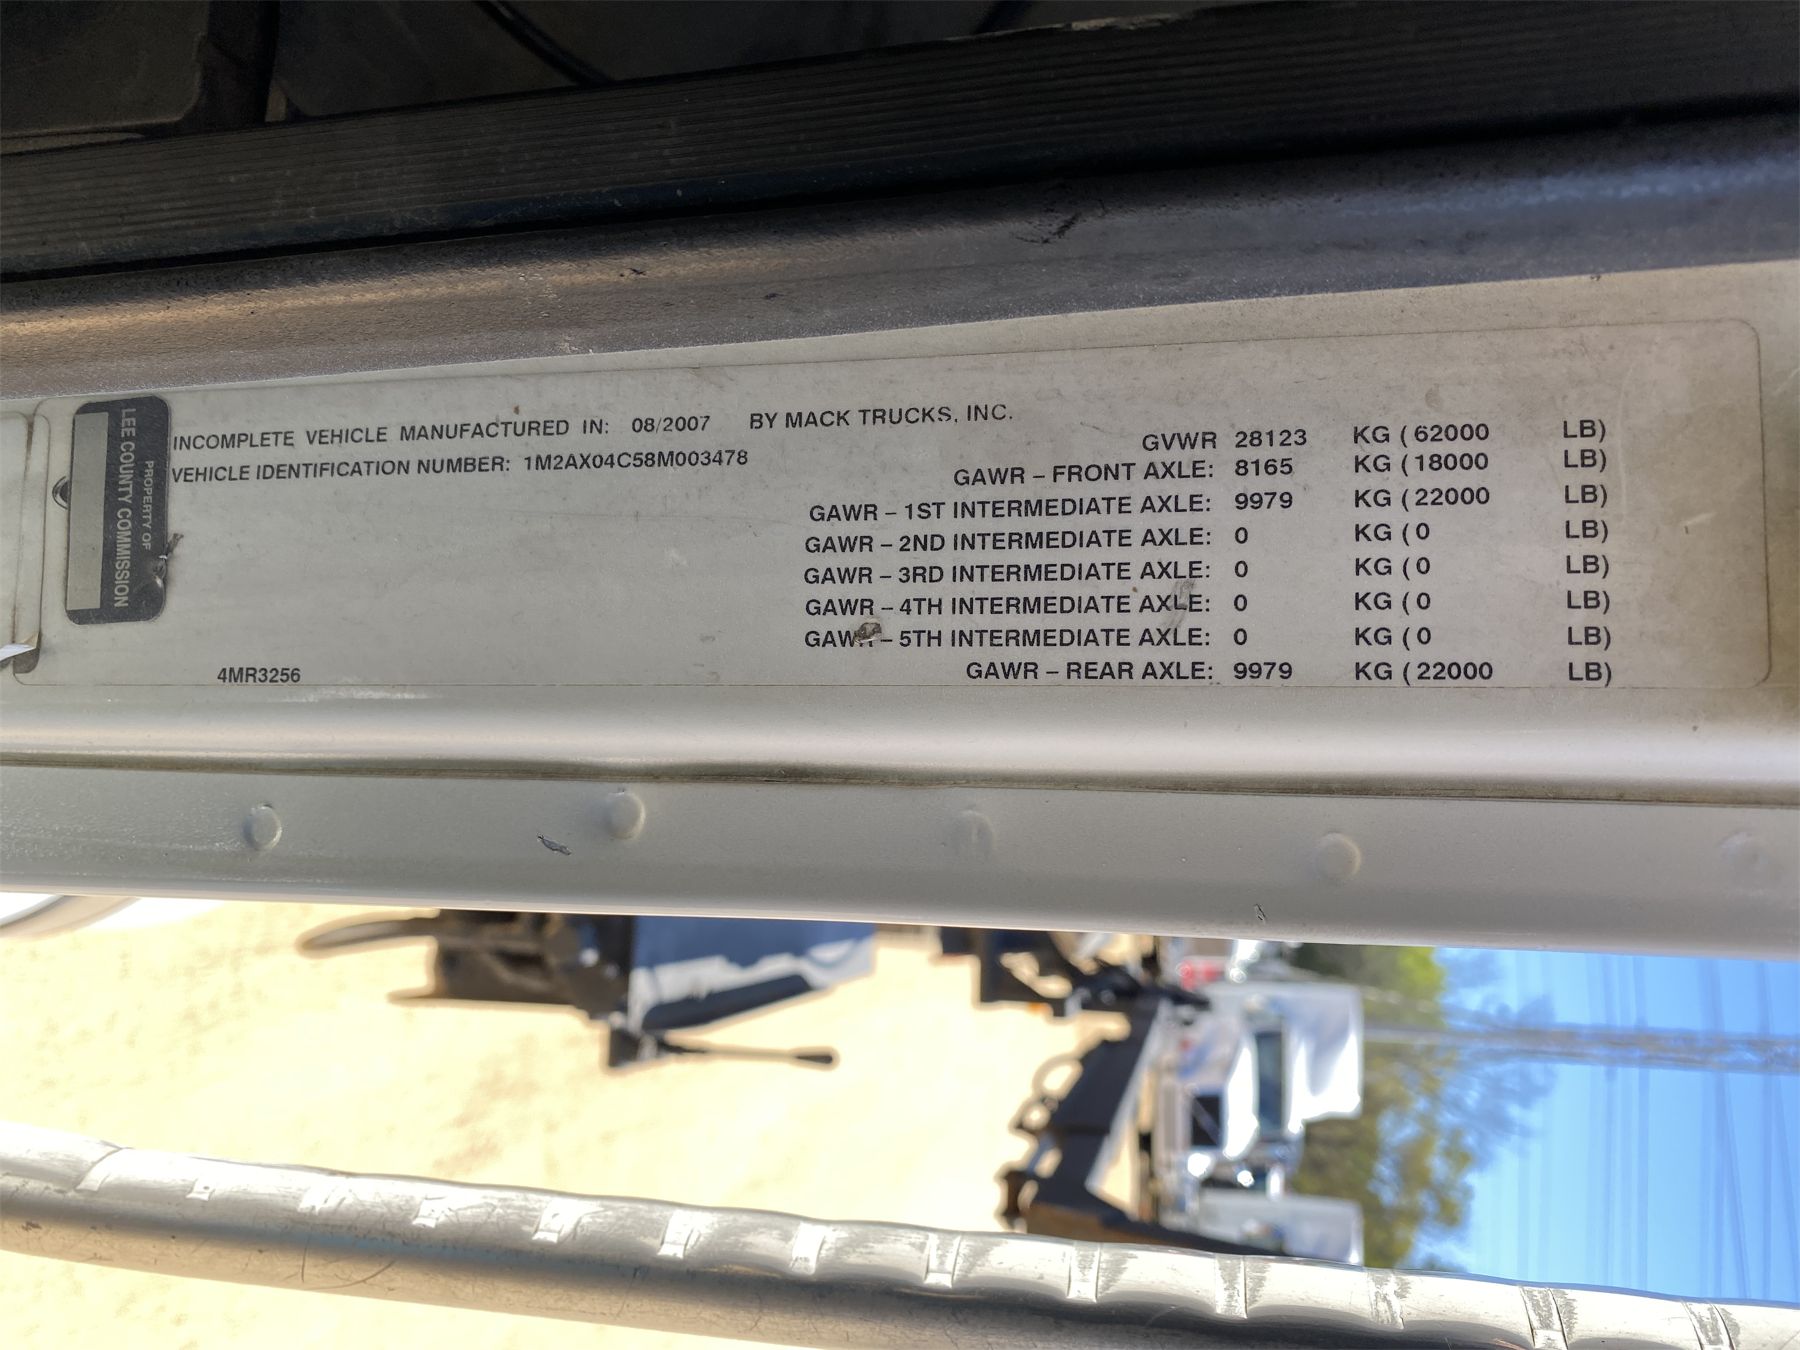 INCOMPLETE VEHICLE MANUFACTURED IN: 08/2007 BY MACK TRUCKS, INC.
VEHICLE IDENTIFICATION NUMBER: 1M2AX04C58M003478
GVWR 28123 KG (62000 LB)
GAWR – FRONT AXLE: 8165 KG (18000 LB)
GAWR – 1ST INTERMEDIATE AXLE: 9979 KG (22000 LB)
GAWR – 2ND INTERMEDIATE AXLE: 0 KG (0 LB)
GAWR – 3RD INTERMEDIATE AXLE: 0 KG (0 LB)
GAWR – 4TH INTERMEDIATE AXLE: 0 KG (0 LB)
GAWR – 5TH INTERMEDIATE AXLE: 0 KG (0 LB)
GAWR – REAR AXLE: 9979 KG (22000 LB)
4MR3256
PROPERTY OF
LEE COUNTY COMMISSION